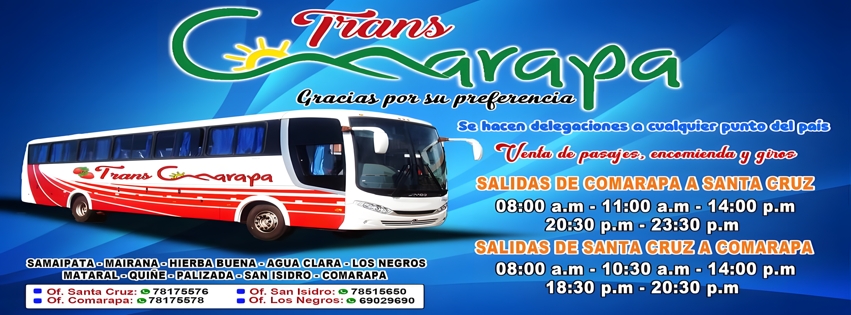 Trans
Comarapa
Gracias por su preferencia
Se hacen delegaciones a cualquier punto del país
Venta de pasajes, encomienda y giros
Trans Comarapa
SALIDAS DE COMARAPA A SANTA CRUZ
08:00 a.m - 11:00 a.m - 14:00 p.m
20:30 p.m - 23:30 p.m
SALIDAS DE SANTA CRUZ A COMARAPA
08:00 a.m - 10:30 a.m - 14:00 p.m
18:30 p.m - 20:30 p.m
SAMAIPATA - MAIRANA - HIERBA BUENA - AGUA CLARA - LOS NEGROS
MATARAL - QUIÑE - PALIZADA - SAN ISIDRO - COMARAPA
Of. Santa Cruz: 78175576
Of. San Isidro: 78515650
Of. Comarapa: 78175578
Of. Los Negros: 69029690